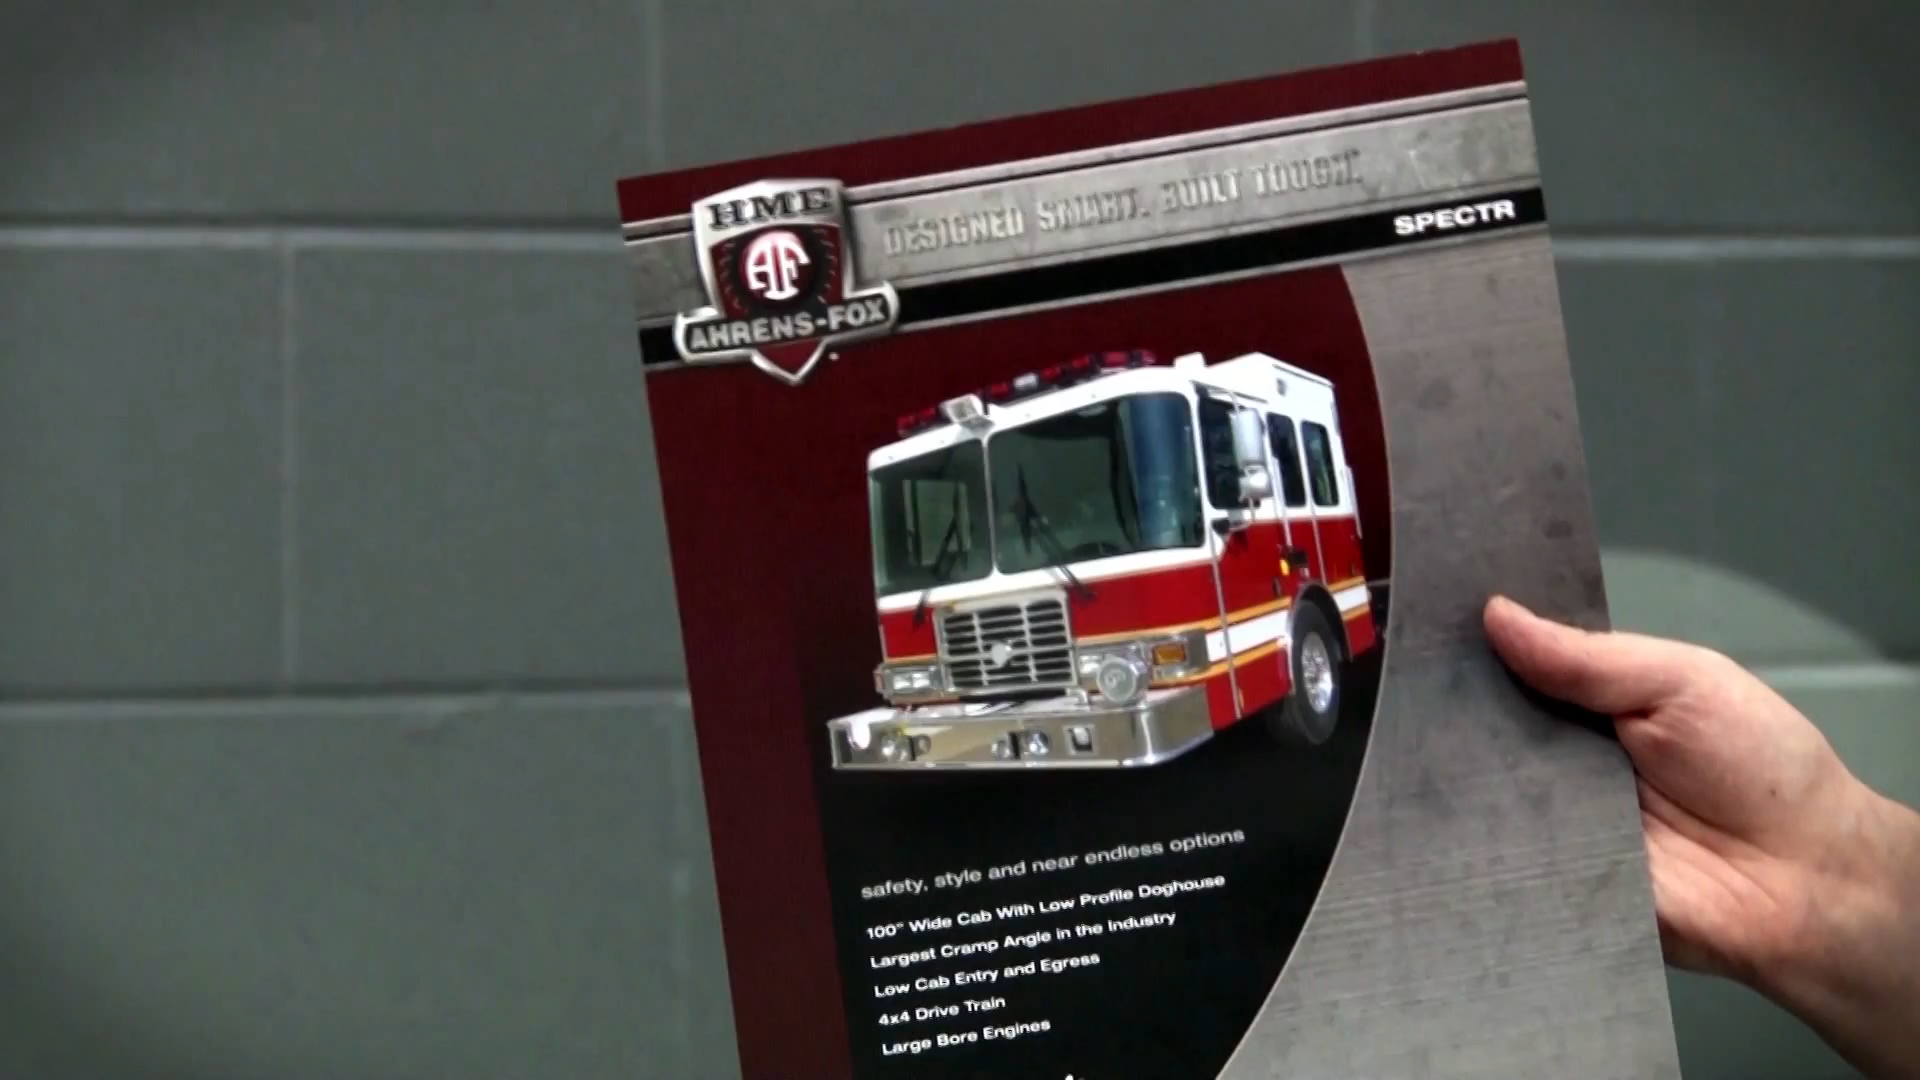 HME
AF
AHRENS-FOX
DESIGNED SMART. BUILT TOUGH.
SPECTR
safety, style and near endless options
100" Wide Cab With Low Profile Doghouse
Largest Cramp Angle in the Industry
Low Cab Entry and Egress
4x4 Drive Train
Large Bore Engines